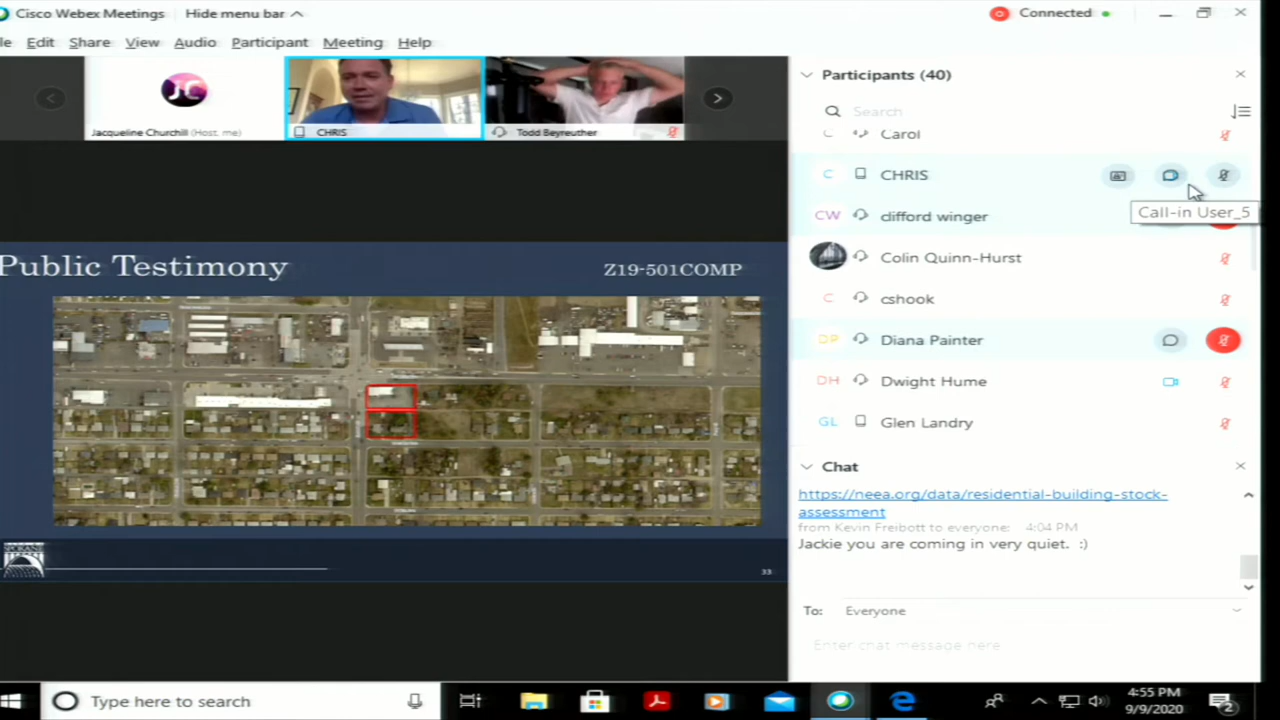 Cisco Webex Meetings
Hide menu bar
Connected
le Edit Share View Audio Participant Meeting Help
JC
Jacqueline Churchill (Host, me)
CHRIS
Todd Beyreuther
Participants (40)
Search
C Carol
C CHRIS
Call-in User_5
CW clifford winger
Colin Quinn-Hurst
C cshook
DP Diana Painter
DH Dwight Hume
GL Glen Landry
Public Testimony
Z19-501COMP
SPOKANE
33
Chat
https://neea.org/data/residential-building-stock-
assessment
from Kevin Freibott to everyone: 4:04 PM
Jackie you are coming in very quiet. :)
To: Everyone
Enter chat message here
Type here to search
4:55 PM
9/9/2020
2